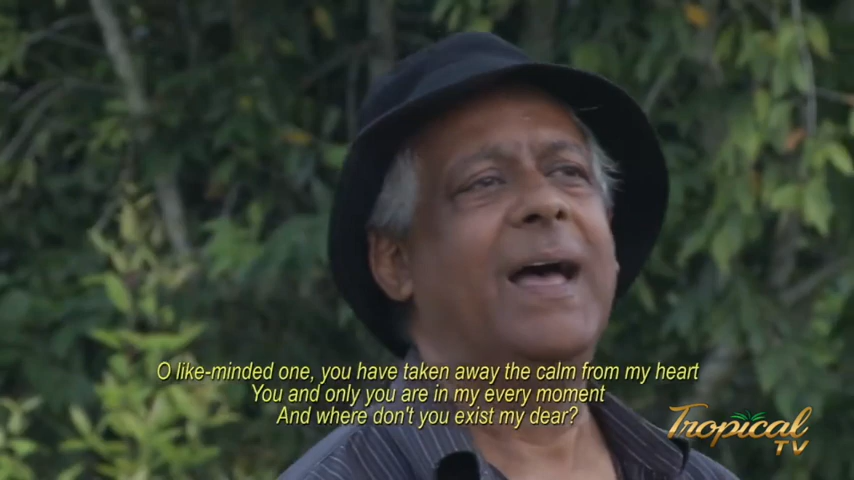 O like-minded one, you have taken away the calm from my heart
You and only you are in my every moment
And where don't you exist my dear?
Tropical
TV